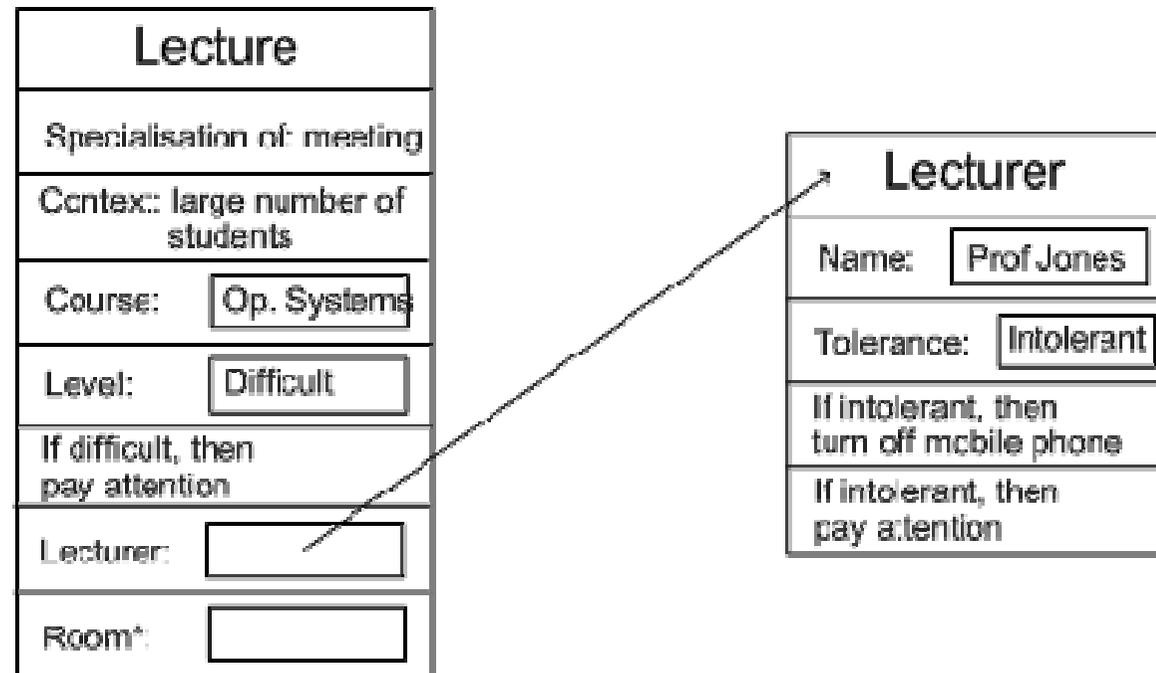 Lecture
Specialisation of: meeting
Context: large number of
students
Course: Op. Systems
Level: Difficult
If difficult, then
pay attention
Lecturer:
Room*:
Lecturer
Name: Prof Jones
Tolerance: Intolerant
If intolerant, then
turn off mobile phone
If intolerant, then
pay attention